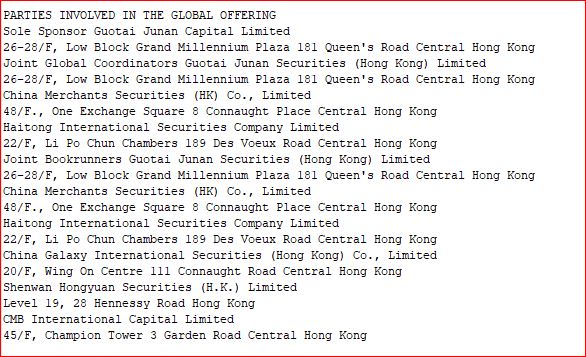 PARTIES INVOLVED IN THE GLOBAL OFFERING
Sole Sponsor Guotai Junan Capital Limited
26-28/F, Low Block Grand Millennium Plaza 181 Queen's Road Central Hong Kong
Joint Global Coordinators Guotai Junan Securities (Hong Kong) Limited
26-28/F, Low Block Grand Millennium Plaza 181 Queen's Road Central Hong Kong
China Merchants Securities (HK) Co., Limited
48/F., One Exchange Square 8 Connaught Place Central Hong Kong
Haitong International Securities Company Limited
22/F, Li Po Chun Chambers 189 Des Voeux Road Central Hong Kong
Joint Bookrunners Guotai Junan Securities (Hong Kong) Limited
26-28/F, Low Block Grand Millennium Plaza 181 Queen's Road Central Hong Kong
China Merchants Securities (HK) Co., Limited
48/F., One Exchange Square 8 Connaught Place Central Hong Kong
Haitong International Securities Company Limited
22/F, Li Po Chun Chambers 189 Des Voeux Road Central Hong Kong
China Galaxy International Securities (Hong Kong) Co., Limited
20/F, Wing On Centre 111 Connaught Road Central Hong Kong
Shenwan Hongyuan Securities (H.K.) Limited
Level 19, 28 Hennessy Road Hong Kong
CMB International Capital Limited
45/F, Champion Tower 3 Garden Road Central Hong Kong